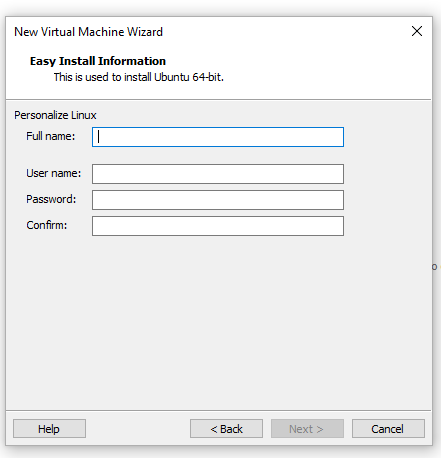 New Virtual Machine Wizard
Easy Install Information
This is used to install Ubuntu 64-bit.
Personalize Linux
Full name:
User name:
Password:
Confirm:
Help
< Back
Next >
Cancel